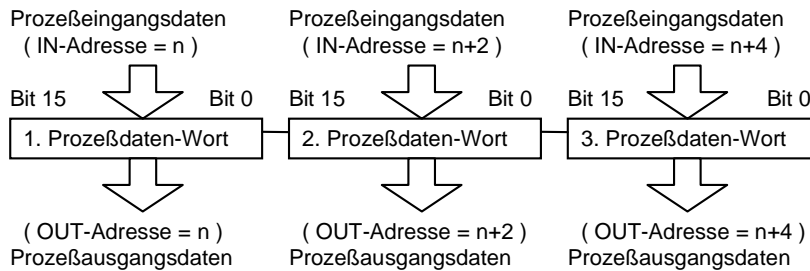 Prozeßeingangsdaten
( IN-Adresse = n )
Prozeßeingangsdaten
( IN-Adresse = n+2 )
Prozeßeingangsdaten
( IN-Adresse = n+4 )
Bit 15
Bit 0
Bit 15
Bit 0
Bit 15
Bit 0
1. Prozeßdaten-Wort
2. Prozeßdaten-Wort
3. Prozeßdaten-Wort
( OUT-Adresse = n )
Prozeßausgangsdaten
( OUT-Adresse = n+2 )
Prozeßausgangsdaten
( OUT-Adresse = n+4 )
Prozeßausgangsdaten